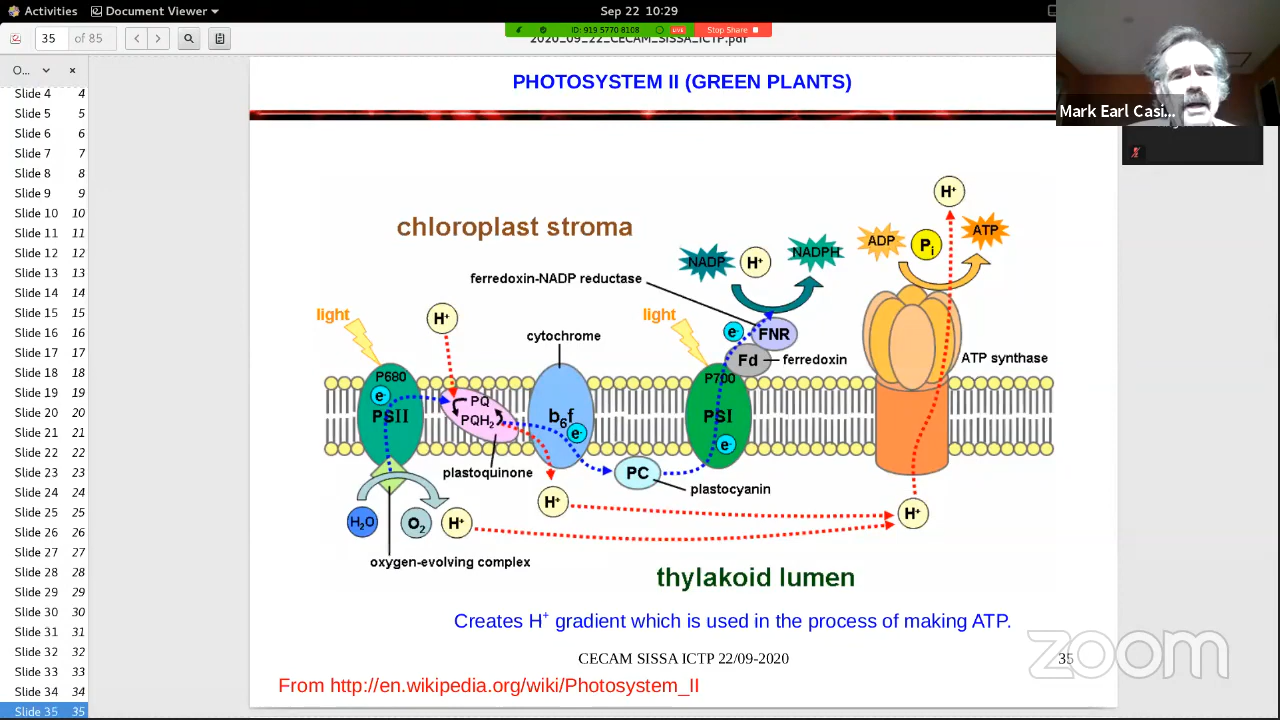 Activities Document Viewer Sep 22 10:29
35 of 85
ID: 919 5770 8108 LIVE Stop Share
2020_09_22_CECAM_SISSA_ICTP.pdf
Mark Earl Casi...
O...
Slide 4 4
Slide 5 5
Slide 6 6
Slide 7 7
Slide 8 8
Slide 9 9
Slide 10 10
Slide 11 11
Slide 12 12
Slide 13 13
Slide 14 14
Slide 15 15
Slide 16 16
Slide 17 17
Slide 18 18
Slide 19 19
Slide 20 20
Slide 21 21
Slide 22 22
Slide 23 23
Slide 24 24
Slide 25 25
Slide 26 26
Slide 27 27
Slide 28 28
Slide 29 29
Slide 30 30
Slide 31 31
Slide 32 32
Slide 33 33
Slide 34 34
Slide 35 35
PHOTOSYSTEM II (GREEN PLANTS)
chloroplast stroma
H⁺
NADP H⁺ NADPH
ADP Pi ATP
ferredoxin-NADP reductase
light
H⁺
cytochrome
light
e⁻
FNR
Fd
ferredoxin
ATP synthase
P680
e⁻
PSII
PQ
PQH₂
b₆f
e⁻
P700
PSI
e⁻
plastoquinone
PC
plastocyanin
H₂O O₂ H⁺
H⁺
H⁺
oxygen-evolving complex
thylakoid lumen
Creates H⁺ gradient which is used in the process of making ATP.
CECAM SISSA ICTP 22/09-2020 35
From http://en.wikipedia.org/wiki/Photosystem_II
zoom